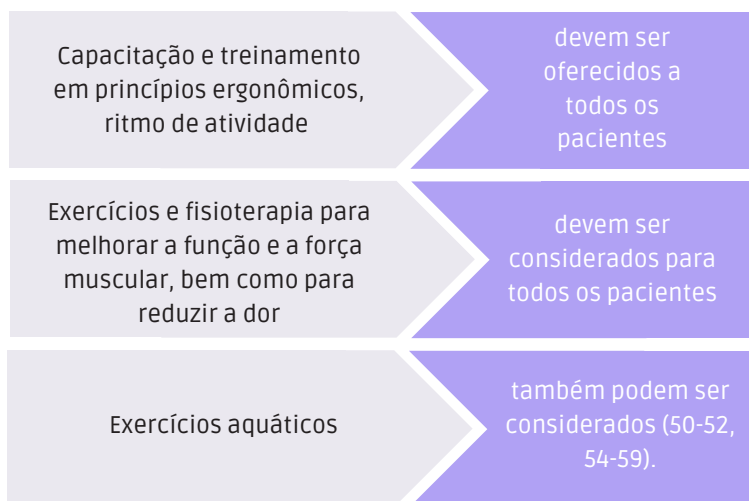 Capacitação e treinamento
em princípios ergonômicos,
ritmo de atividade
devem ser
oferecidos a
todos os
pacientes
Exercícios e fisioterapia para
melhorar a função e a força
muscular, bem como para
reduzir a dor
devem ser
considerados para
todos os pacientes
Exercícios aquáticos
também podem ser
considerados (50-52,
54-59).